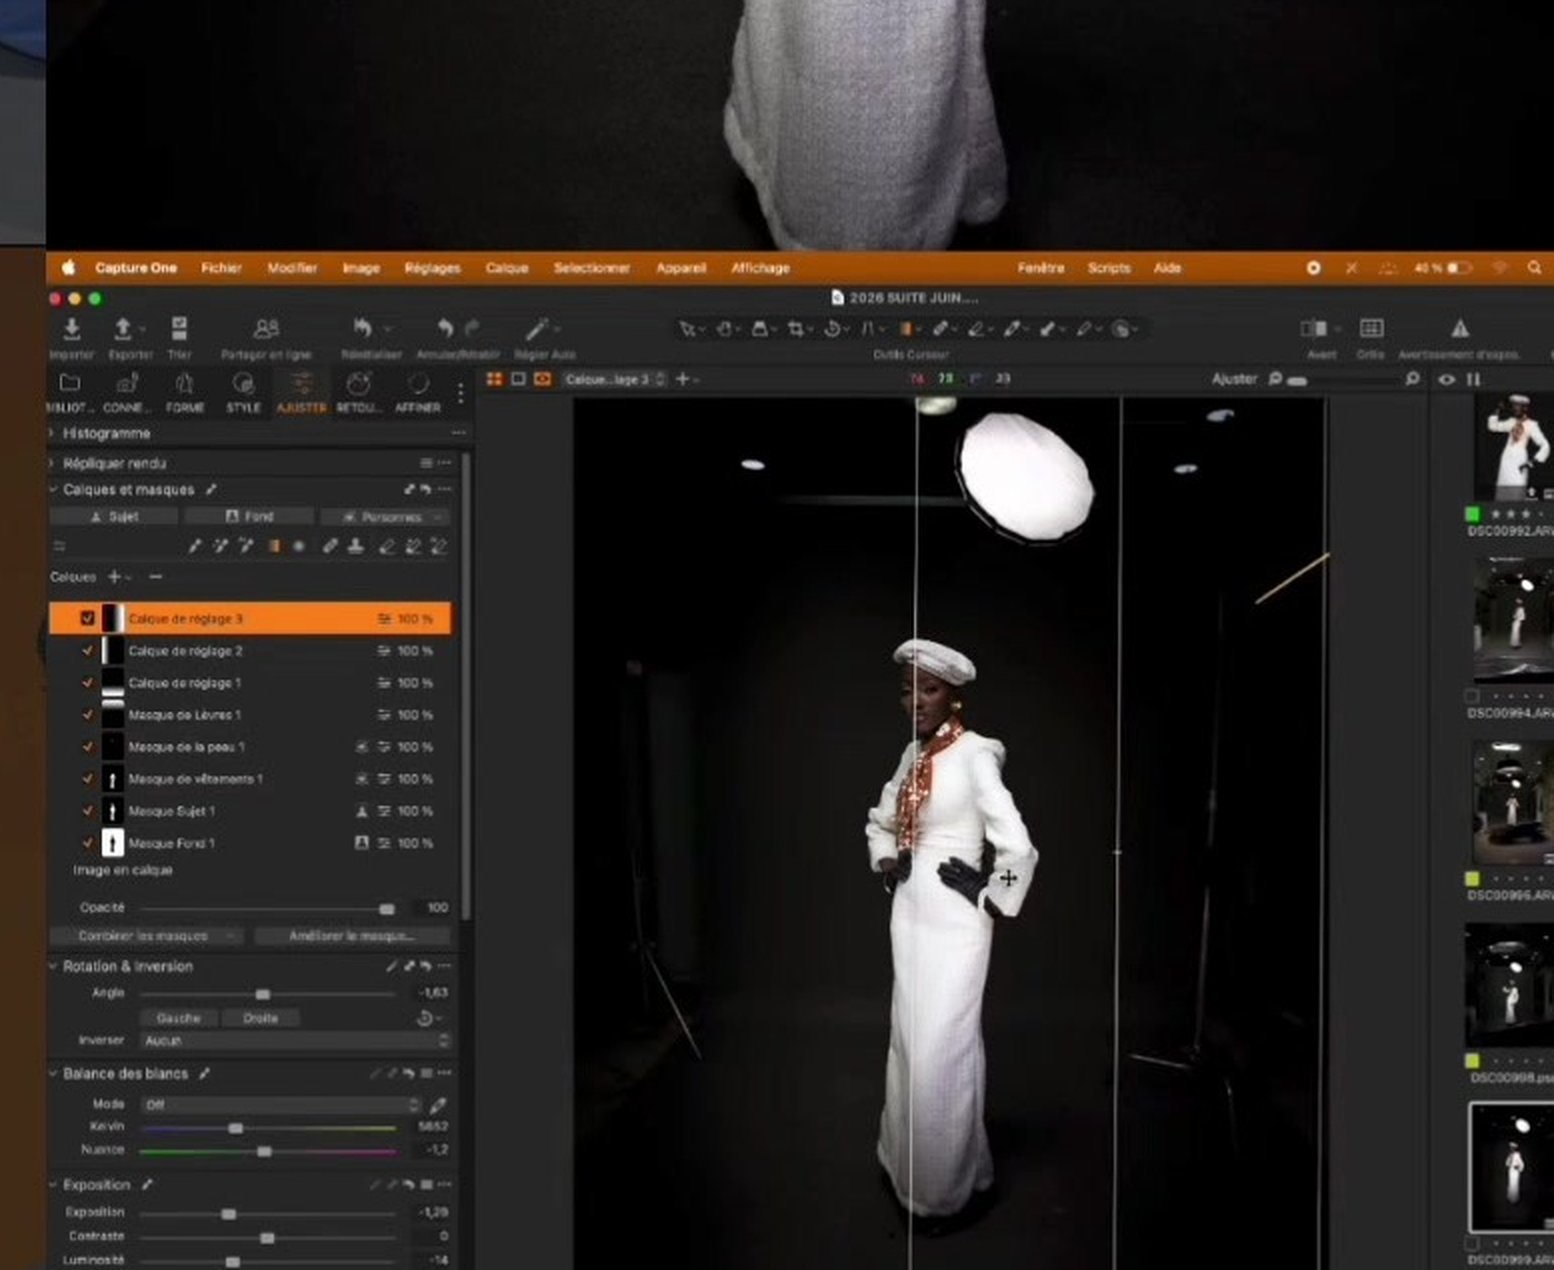 Capture One Fichier Modifier Image Réglages Calque Selectionner Appareil Affichage Fenêtre Scripts Aide 40 %
2026 SUITE JUIN....
Importer Exporter Trier Partager en ligne Réinitialiser Annuler/Rétablir Régler Auto Outils Curseur Avant Grille Avertissement d'expos.
BIBLIOT... CONNE... FORME STYLE AJUSTER RETOU... AFFINER
Calque...lage 3
Ajuster
Histogramme
Répliquer rendu
Calques et masques
Sujet Fond Personnes
Calques
Calque de réglage 3 100 %
Calque de réglage 2 100 %
Calque de réglage 1 100 %
Masque de Lèvres 1 100 %
Masque de la peau 1 100 %
Masque de vêtements 1 100 %
Masque Sujet 1 100 %
Masque Fond 1 100 %
Image en calque
Opacité 100
Combiner les masques Améliorer le masque...
Rotation & Inversion
Angle -1,63
Gauche Droite
Inverser Aucun
Balance des blancs
Mode Off
Kelvin 5652
Nuance -1,2
Exposition
Exposition -1,28
Contraste 0
Luminosité -14
DSC00992.ARW
DSC00994.ARW
DSC00996.ARW
DSC00998.psd
DSC00999.ARW